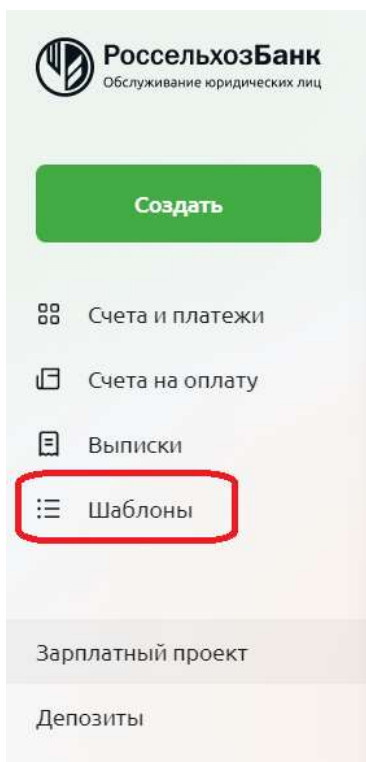 РоссельхозБанк
Обслуживание юридических лиц
Создать
Счета и платежи
Счета на оплату
Выписки
Шаблоны
Зарплатный проект
Депозиты